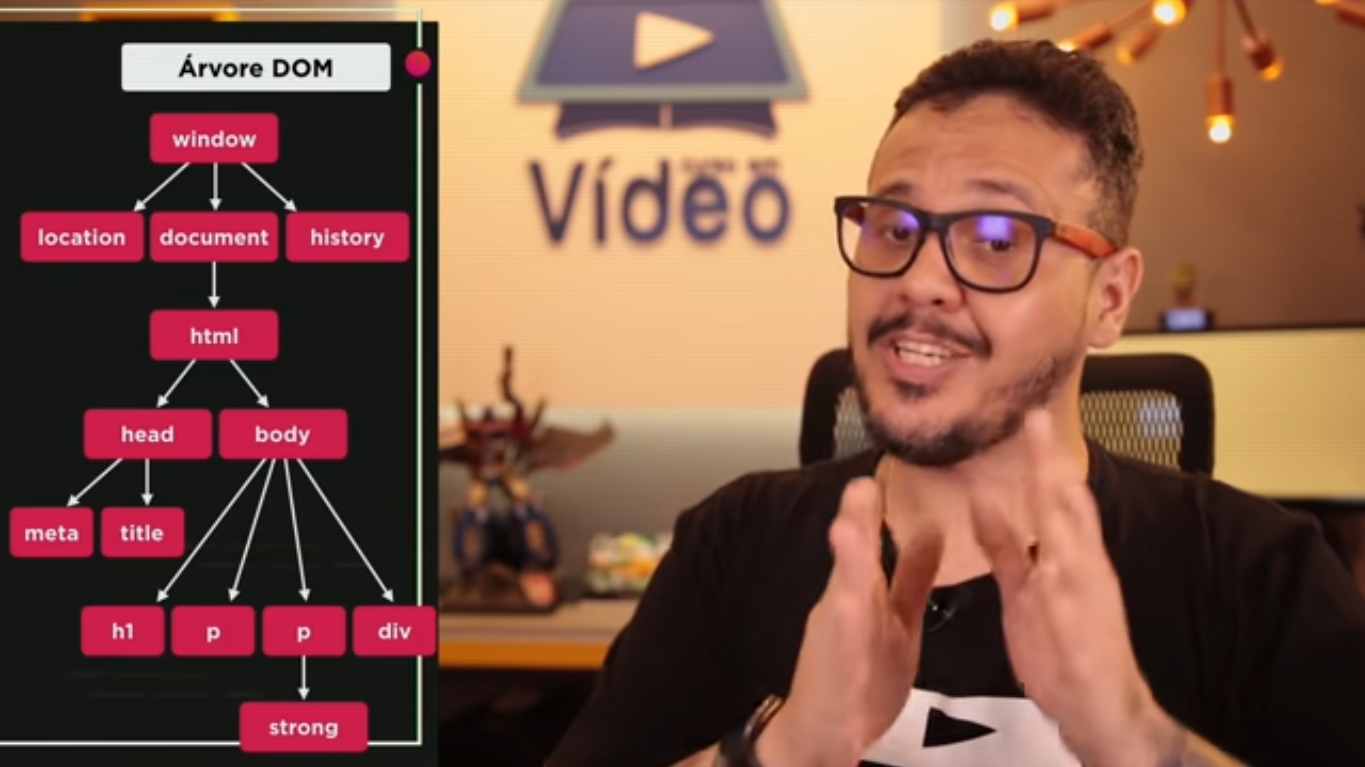 Árvore DOM
window
location document history
html
head body
meta title
h1 p p div
strong
Vídeo